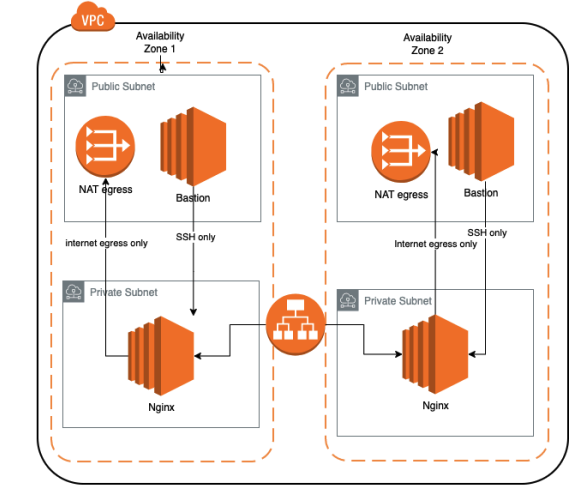 VPC
Availability
Zone 1
Availability
Zone 2
Public Subnet
NAT egress
Bastion
internet egress only
SSH only
Private Subnet
Nginx
Public Subnet
NAT egress
Bastion
Internet egress only
SSH only
Private Subnet
Nginx